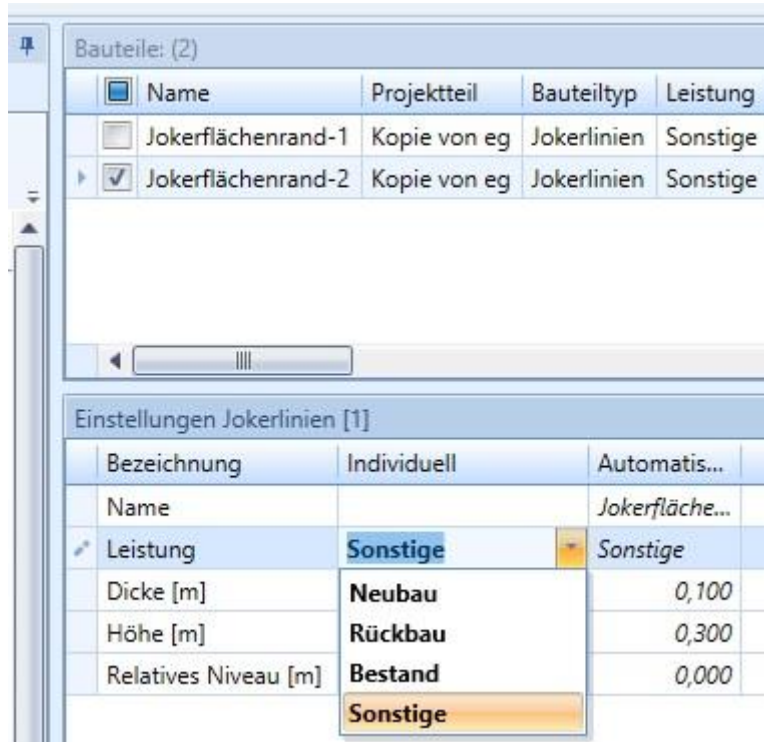 Bauteile: (2)
Name Projektteil Bauteiltyp Leistung
Jokerflächenrand-1 Kopie von eg Jokerlinien Sonstige
Jokerflächenrand-2 Kopie von eg Jokerlinien Sonstige
Einstellungen Jokerlinien [1]
Bezeichnung Individuell Automatis...
Name Jokerfläche...
Leistung Sonstige Sonstige
Dicke [m] Neubau 0,100
Höhe [m] Rückbau 0,300
Relatives Niveau [m] Bestand 0,000
Sonstige